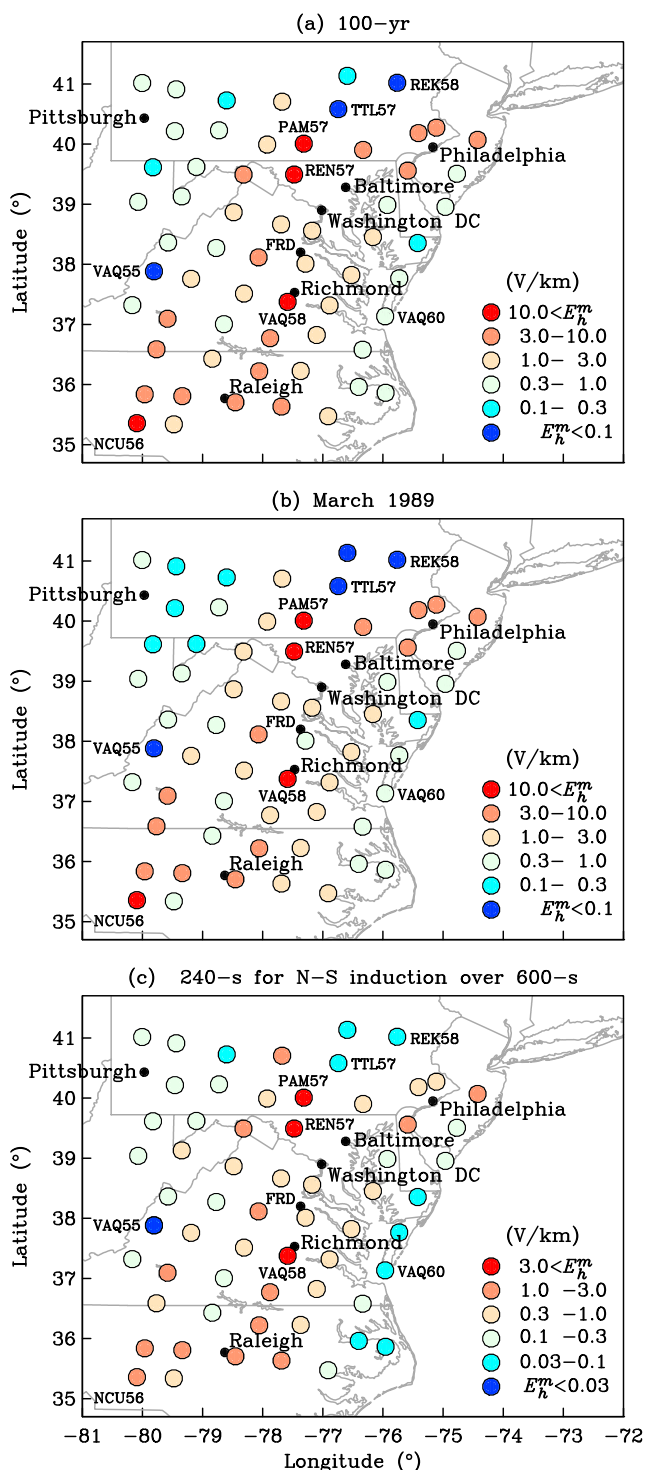 (a) 100-yr
41
40
39
38
37
36
35
Latitude (°)
REK58
TTL57
Pittsburgh
PAM57
Philadelphia
REN57
Baltimore
Washington DC
FRD
VAQ55
Richmond
VAQ58
VAQ60
Raleigh
NCU56
(V/km)
10.0<E_h^m
3.0-10.0
1.0- 3.0
0.3- 1.0
0.1- 0.3
E_h^m<0.1
(b) March 1989
41
40
39
38
37
36
35
Latitude (°)
REK58
TTL57
Pittsburgh
PAM57
Philadelphia
REN57
Baltimore
Washington DC
FRD
VAQ55
Richmond
VAQ58
VAQ60
Raleigh
NCU56
(V/km)
10.0<E_h^m
3.0-10.0
1.0- 3.0
0.3- 1.0
0.1- 0.3
E_h^m<0.1
(c) 240-s for N-S induction over 600-s
41
40
39
38
37
36
35
Latitude (°)
REK58
TTL57
Pittsburgh
PAM57
Philadelphia
REN57
Baltimore
Washington DC
FRD
VAQ55
Richmond
VAQ58
VAQ60
Raleigh
NCU56
(V/km)
3.0<E_h^m
1.0 -3.0
0.3 -1.0
0.1 -0.3
0.03-0.1
E_h^m<0.03
-81 -80 -79 -78 -77 -76 -75 -74 -73 -72
Longitude (°)